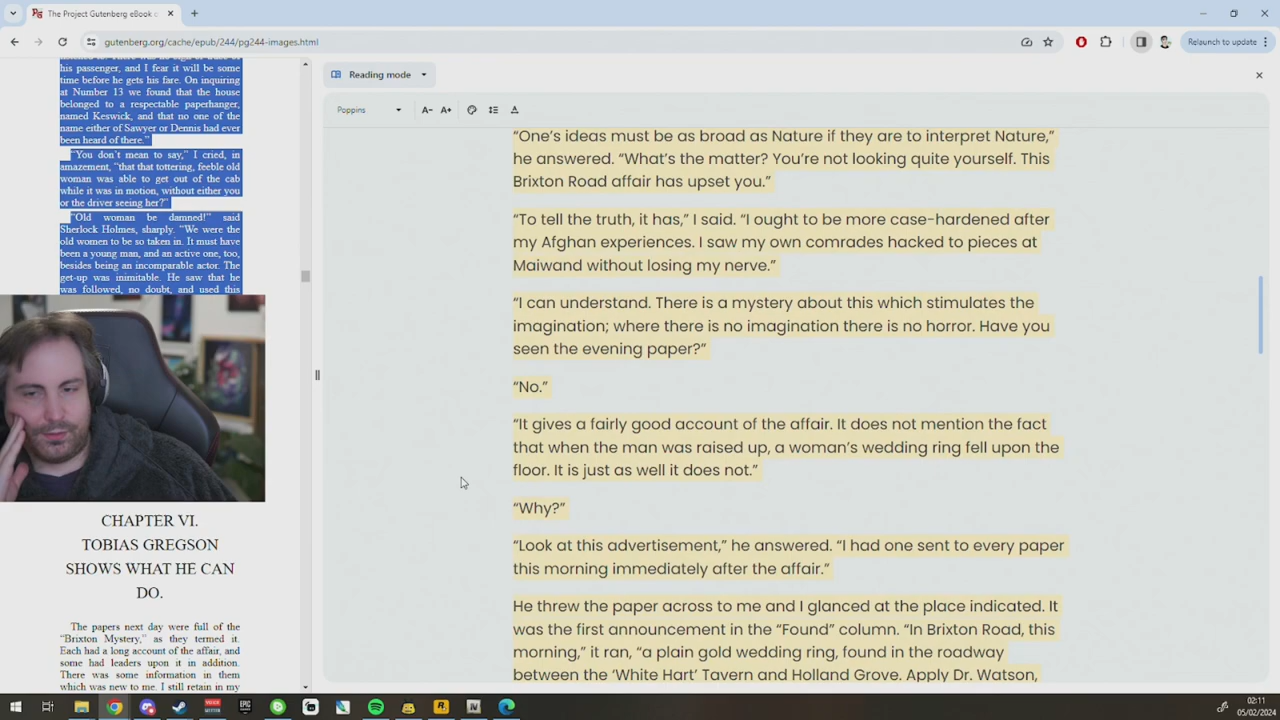 The Project Gutenberg eBook o
gutenberg.org/cache/epub/244/pg244-images.html
Relaunch to update
his passenger, and I fear it will be some
time before he gets his fare. On inquiring
at Number 13 we found that the house
belonged to a respectable paperhanger,
named Keswick, and that no one of the
name either of Sawyer or Dennis had ever
been heard of there.”
“You don't mean to say,” I cried, in
amazement, “that that tottering, feeble old
woman was able to get out of the cab
while it was in motion, without either you
or the driver seeing her?”
“Old woman be damned!” said
Sherlock Holmes, sharply. “We were the
old women to be so taken in. It must have
been a young man, and an active one, too,
besides being an incomparable actor. The
get-up was inimitable. He saw that he
was followed, no doubt, and used this
CHAPTER VI.
TOBIAS GREGSON
SHOWS WHAT HE CAN
DO.
The papers next day were full of the
“Brixton Mystery,” as they termed it.
Each had a long account of the affair, and
some had leaders upon it in addition.
There was some information in them
which was new to me. I still retain in my
Reading mode
Poppins
A- A+
“One’s ideas must be as broad as Nature if they are to interpret Nature,”
he answered. “What’s the matter? You’re not looking quite yourself. This
Brixton Road affair has upset you.”
“To tell the truth, it has,” I said. “I ought to be more case-hardened after
my Afghan experiences. I saw my own comrades hacked to pieces at
Maiwand without losing my nerve.”
“I can understand. There is a mystery about this which stimulates the
imagination; where there is no imagination there is no horror. Have you
seen the evening paper?”
“No.”
“It gives a fairly good account of the affair. It does not mention the fact
that when the man was raised up, a woman’s wedding ring fell upon the
floor. It is just as well it does not.”
“Why?”
“Look at this advertisement,” he answered. “I had one sent to every paper
this morning immediately after the affair.”
He threw the paper across to me and I glanced at the place indicated. It
was the first announcement in the “Found” column. “In Brixton Road, this
morning,” it ran, “a plain gold wedding ring, found in the roadway
between the ‘White Hart’ Tavern and Holland Grove. Apply Dr. Watson,
02:11
05/02/2024